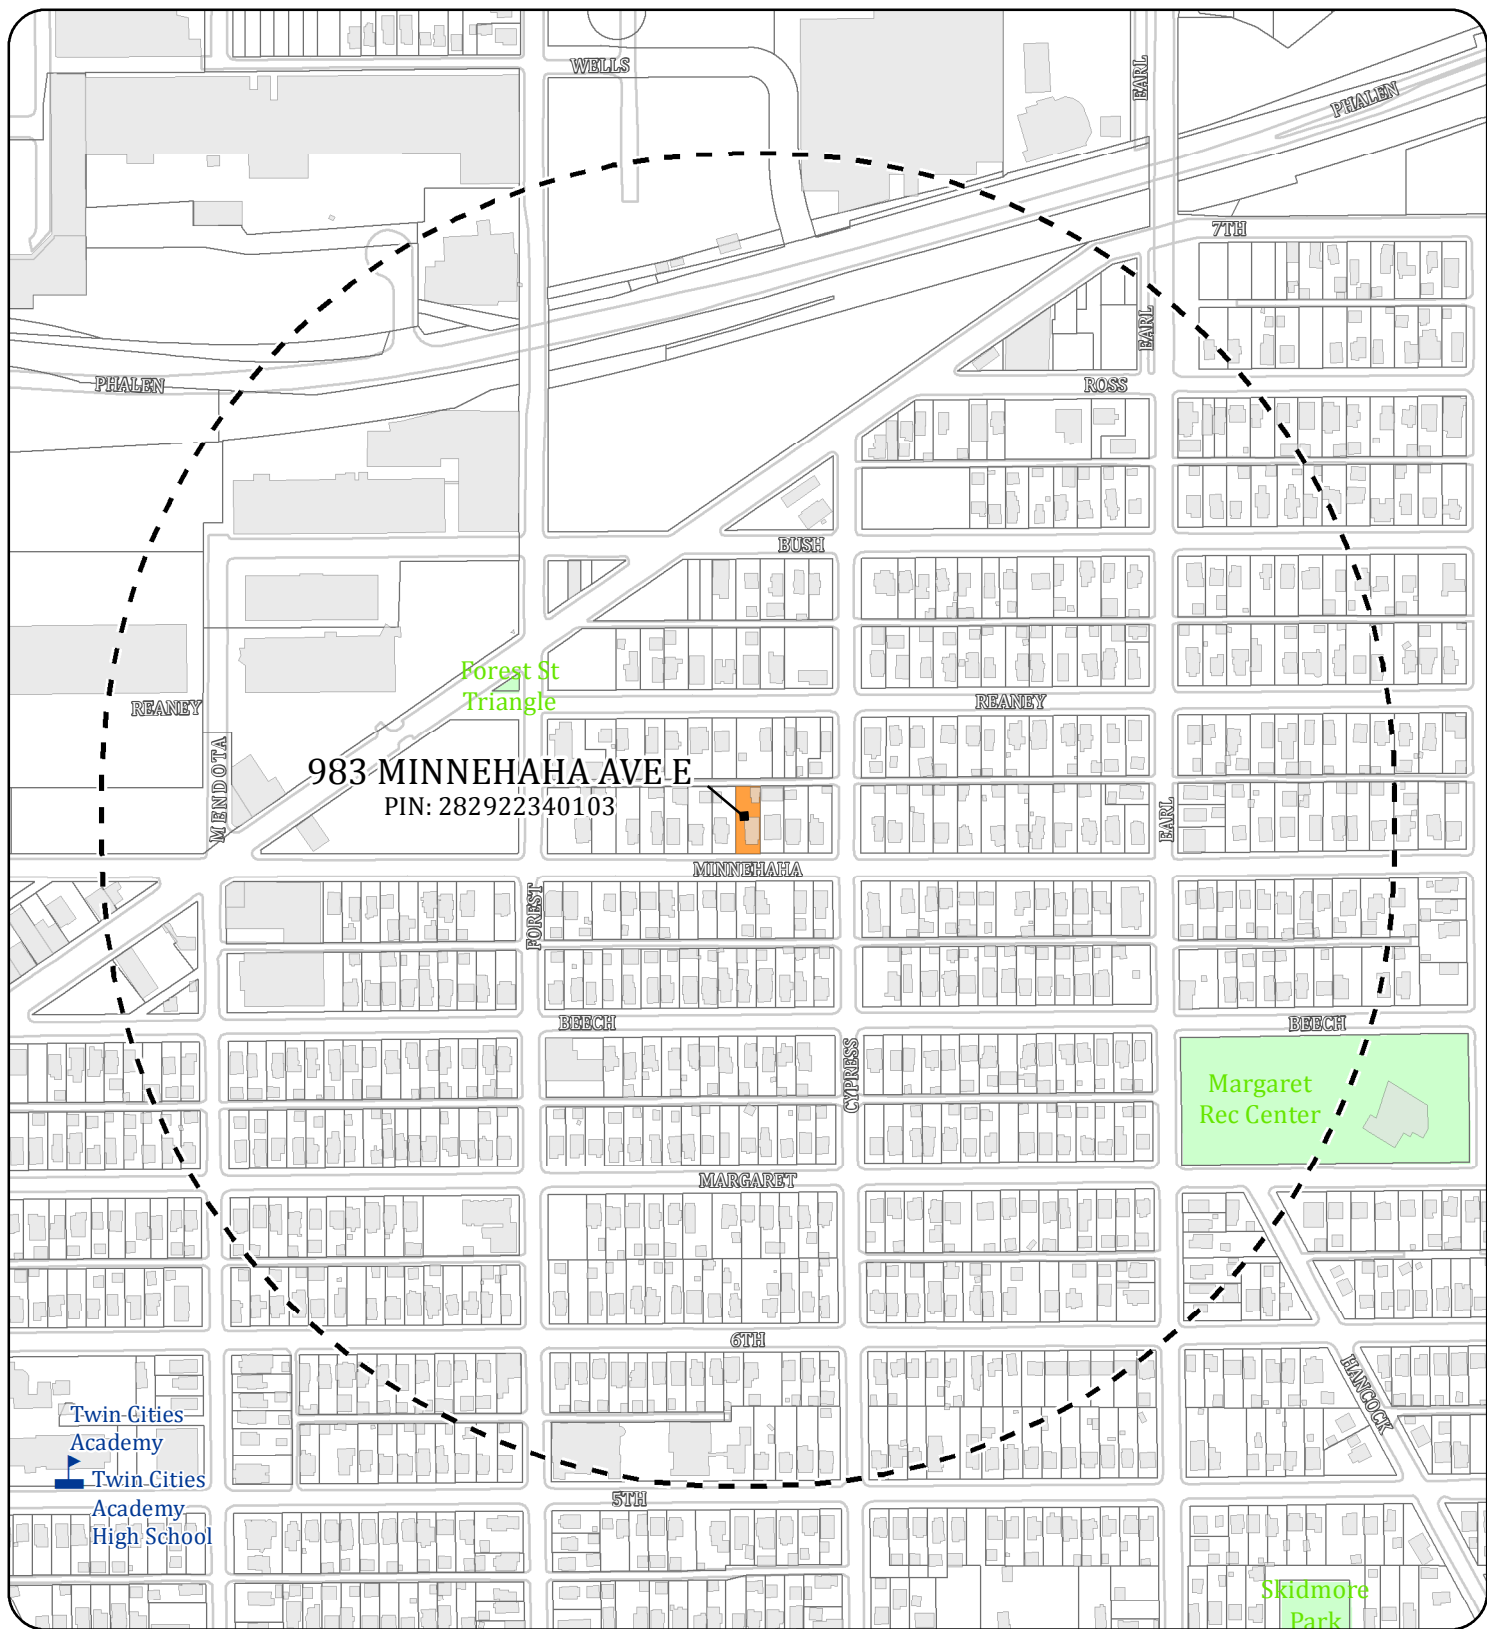 WELLS
EARL
PHALEN
7TH
EARL
PHALEN
ROSS
BUSH
Forest St
Triangle
REANEY
REANEY
MENDOTA
983 MINNEHAHA AVE E
PIN: 282922340103
EARL
MINNEHAHA
FOREST
BEECH
BEECH
CYPRESS
Margaret
Rec Center
MARGARET
6TH
HANCOCK
Twin Cities
Academy
Twin Cities
Academy
High School
5TH
Skidmore
Park